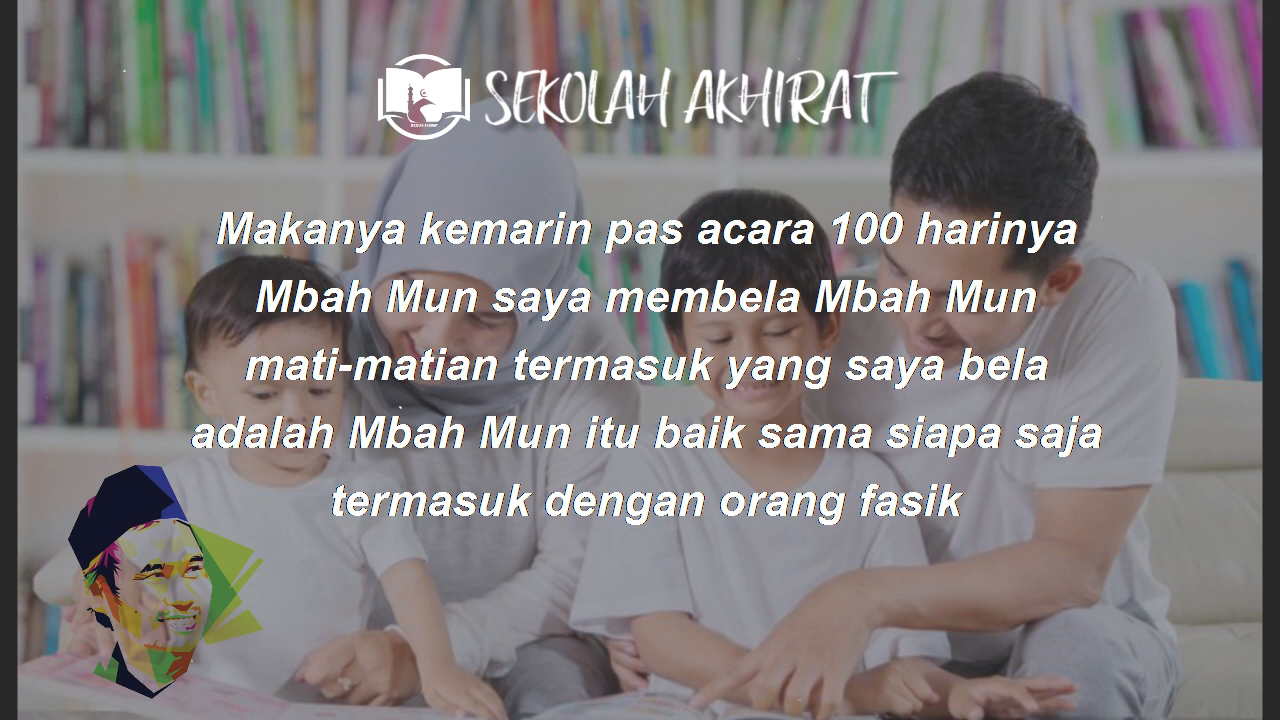 SEKOLAH AKHIRAT
Makanya kemarin pas acara 100 harinya
Mbah Mun saya membela Mbah Mun
mati-matian termasuk yang saya bela
adalah Mbah Mun itu baik sama siapa saja
termasuk dengan orang fasik